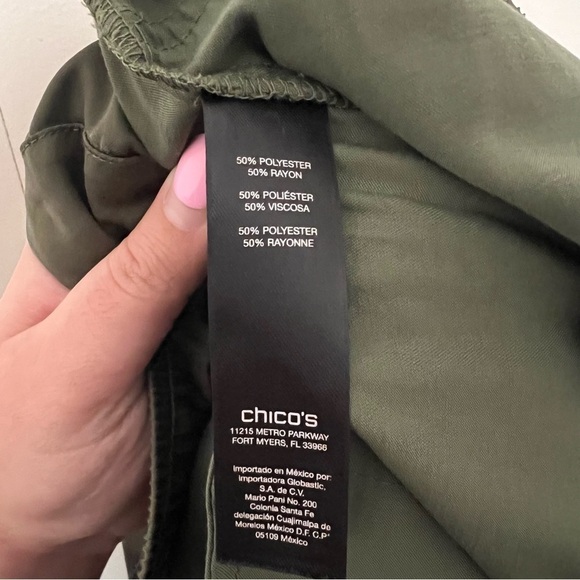 50% POLYESTER
50% RAYON
50% POLIÉSTER
50% VISCOSA
50% POLYESTER
50% RAYONNE
chico's
11215 METRO PARKWAY
FORT MYERS, FL 33966
Importado en México por:
Importadora Globastic,
S.A. de C.V.
Mario Pani No. 200
Colonia Santa Fe
delegación Cuajimalpa de
Morelos México D.F. C.P.
05109 México